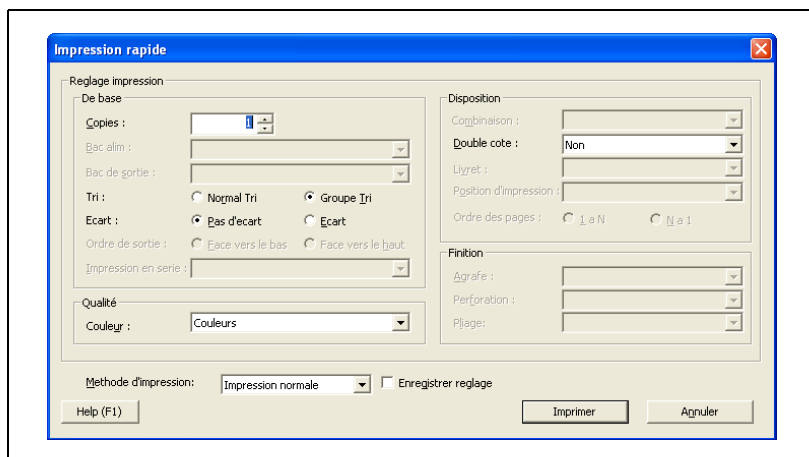 Impression rapide
Reglage impression
De base
Copies : 1
Bac alim :
Bac de sortie :
Tri : Normal Tri Groupe Tri
Ecart : Pas d'ecart Ecart
Ordre de sortie : Face vers le bas Face vers le haut
Impression en serie :
Qualité
Couleur : Couleurs
Disposition
Combinaison :
Double cote : Non
Livret :
Position d'impression :
Ordre des pages : 1 a N N a 1
Finition
Agrafe :
Perforation :
Pliage:
Methode d'impression: Impression normale Enregistrer reglage
Help (F1) Imprimer Annuler